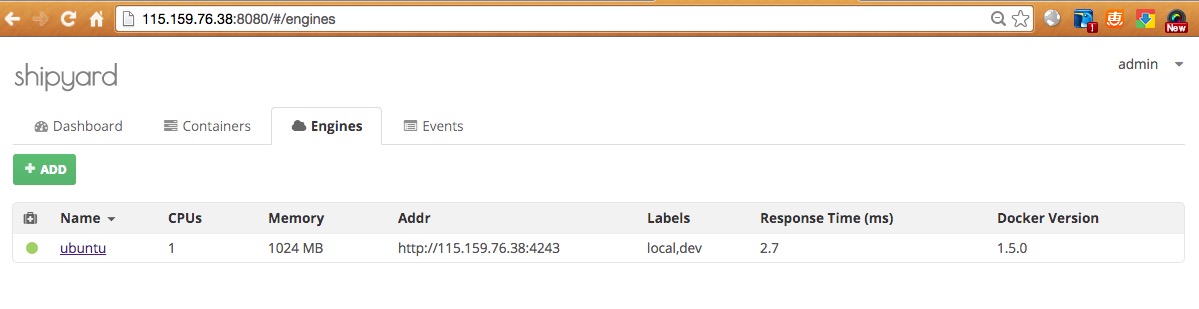 115.159.76.38:8080/#/engines
New
shipyard
admin
Dashboard Containers Engines Events
+ ADD
Name CPUs Memory Addr Labels Response Time (ms) Docker Version
ubuntu 1 1024 MB http://115.159.76.38:4243 local,dev 2.7 1.5.0